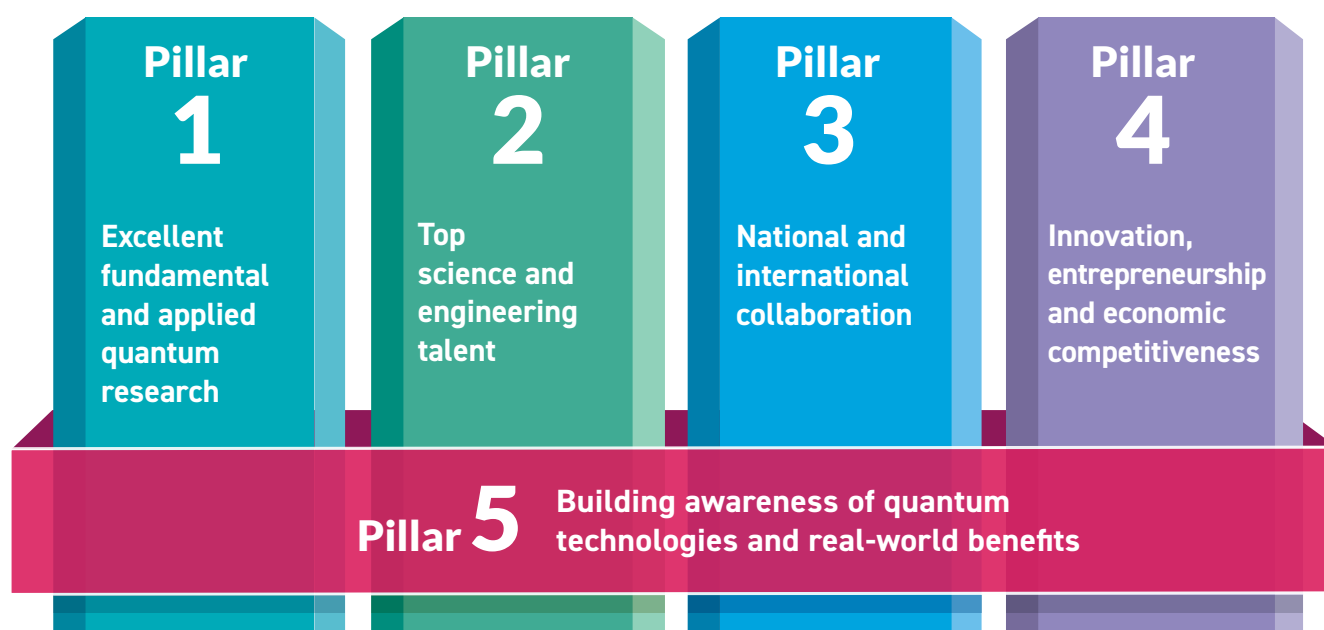 Pillar
1
Excellent
fundamental
and applied
quantum
research
Pillar
2
Top
science and
engineering
talent
Pillar
3
National and
international
collaboration
Pillar
4
Innovation,
entrepreneurship
and economic
competitiveness
Pillar 5
Building awareness of quantum
technologies and real-world benefits